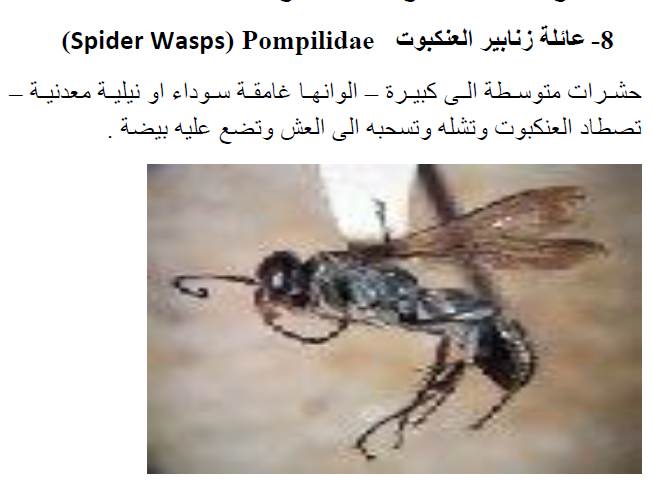 8- عائلة زنابير العنكبوت Pompilidae (Spider Wasps)
حشرات متوسطة الى كبيرة – الوانها غامقة سوداء او نيلية معدنية –
تصطاد العنكبوت وتشله وتسحبه الى العش وتضع عليه بيضة .